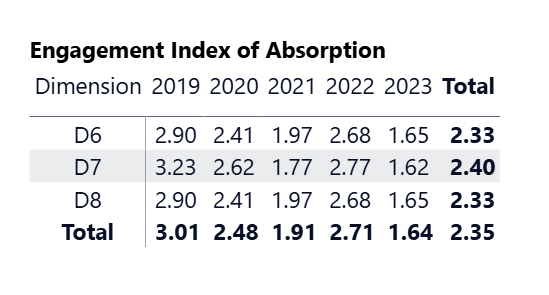 Engagement Index of Absorption
Dimension 2019 2020 2021 2022 2023 Total
D6 2.90 2.41 1.97 2.68 1.65 2.33
D7 3.23 2.62 1.77 2.77 1.62 2.40
D8 2.90 2.41 1.97 2.68 1.65 2.33
Total 3.01 2.48 1.91 2.71 1.64 2.35